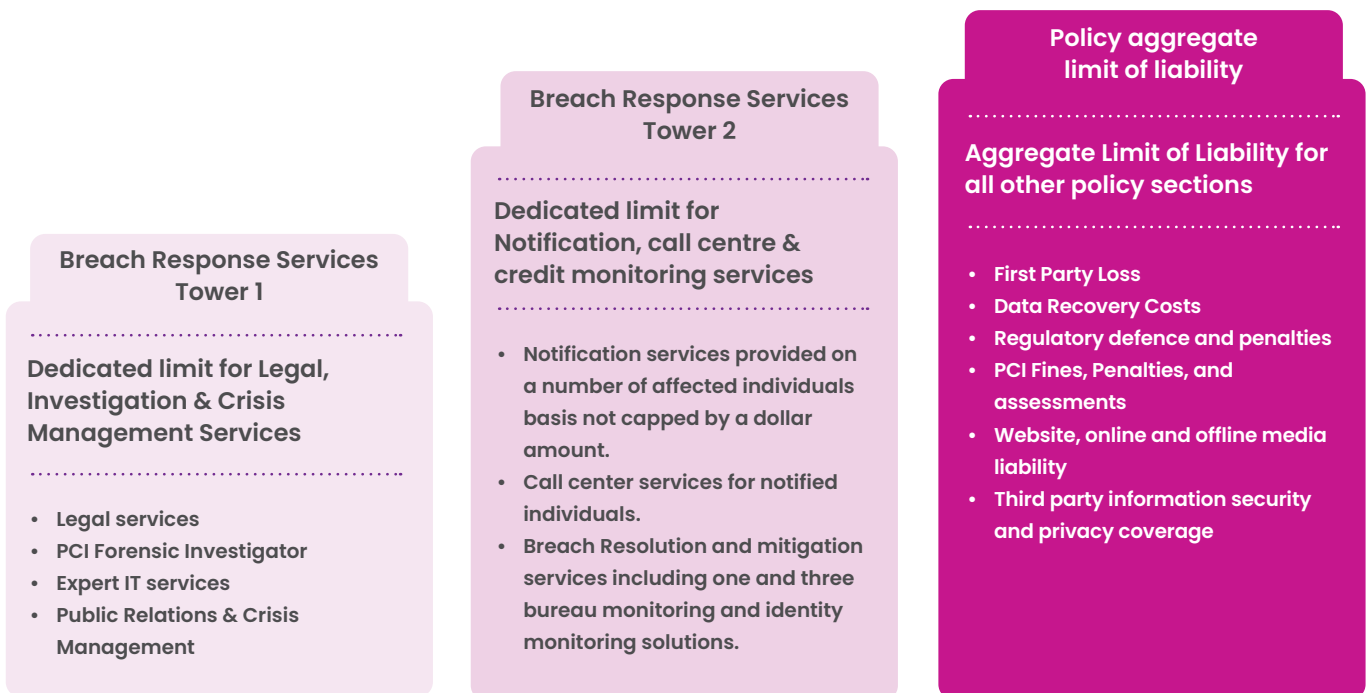 Breach Response Services
Tower 1
Dedicated limit for Legal,
Investigation & Crisis
Management Services
• Legal services
• PCI Forensic Investigator
• Expert IT services
• Public Relations & Crisis
Management
Breach Response Services
Tower 2
Dedicated limit for
Notification, call centre &
credit monitoring services
• Notification services provided on
a number of affected individuals
basis not capped by a dollar
amount.
• Call center services for notified
individuals.
• Breach Resolution and mitigation
services including one and three
bureau monitoring and identity
monitoring solutions.
Policy aggregate
limit of liability
Aggregate Limit of Liability for
all other policy sections
• First Party Loss
• Data Recovery Costs
• Regulatory defence and penalties
• PCI Fines, Penalties, and
assessments
• Website, online and offline media
liability
• Third party information security
and privacy coverage